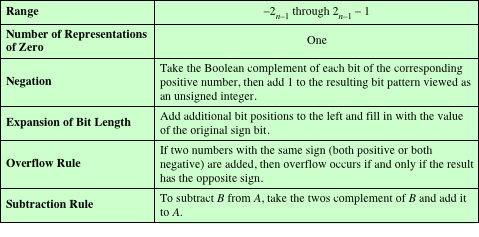 Range –2n–1 through 2n–1 – 1
Number of Representations
of Zero
One
Negation
Take the Boolean complement of each bit of the corresponding
positive number, then add 1 to the resulting bit pattern viewed as
an unsigned integer.
Expansion of Bit Length
Add additional bit positions to the left and fill in with the value
of the original sign bit.
Overflow Rule
If two numbers with the same sign (both positive or both
negative) are added, then overflow occurs if and only if the result
has the opposite sign.
Subtraction Rule
To subtract B from A, take the twos complement of B and add it
to A.